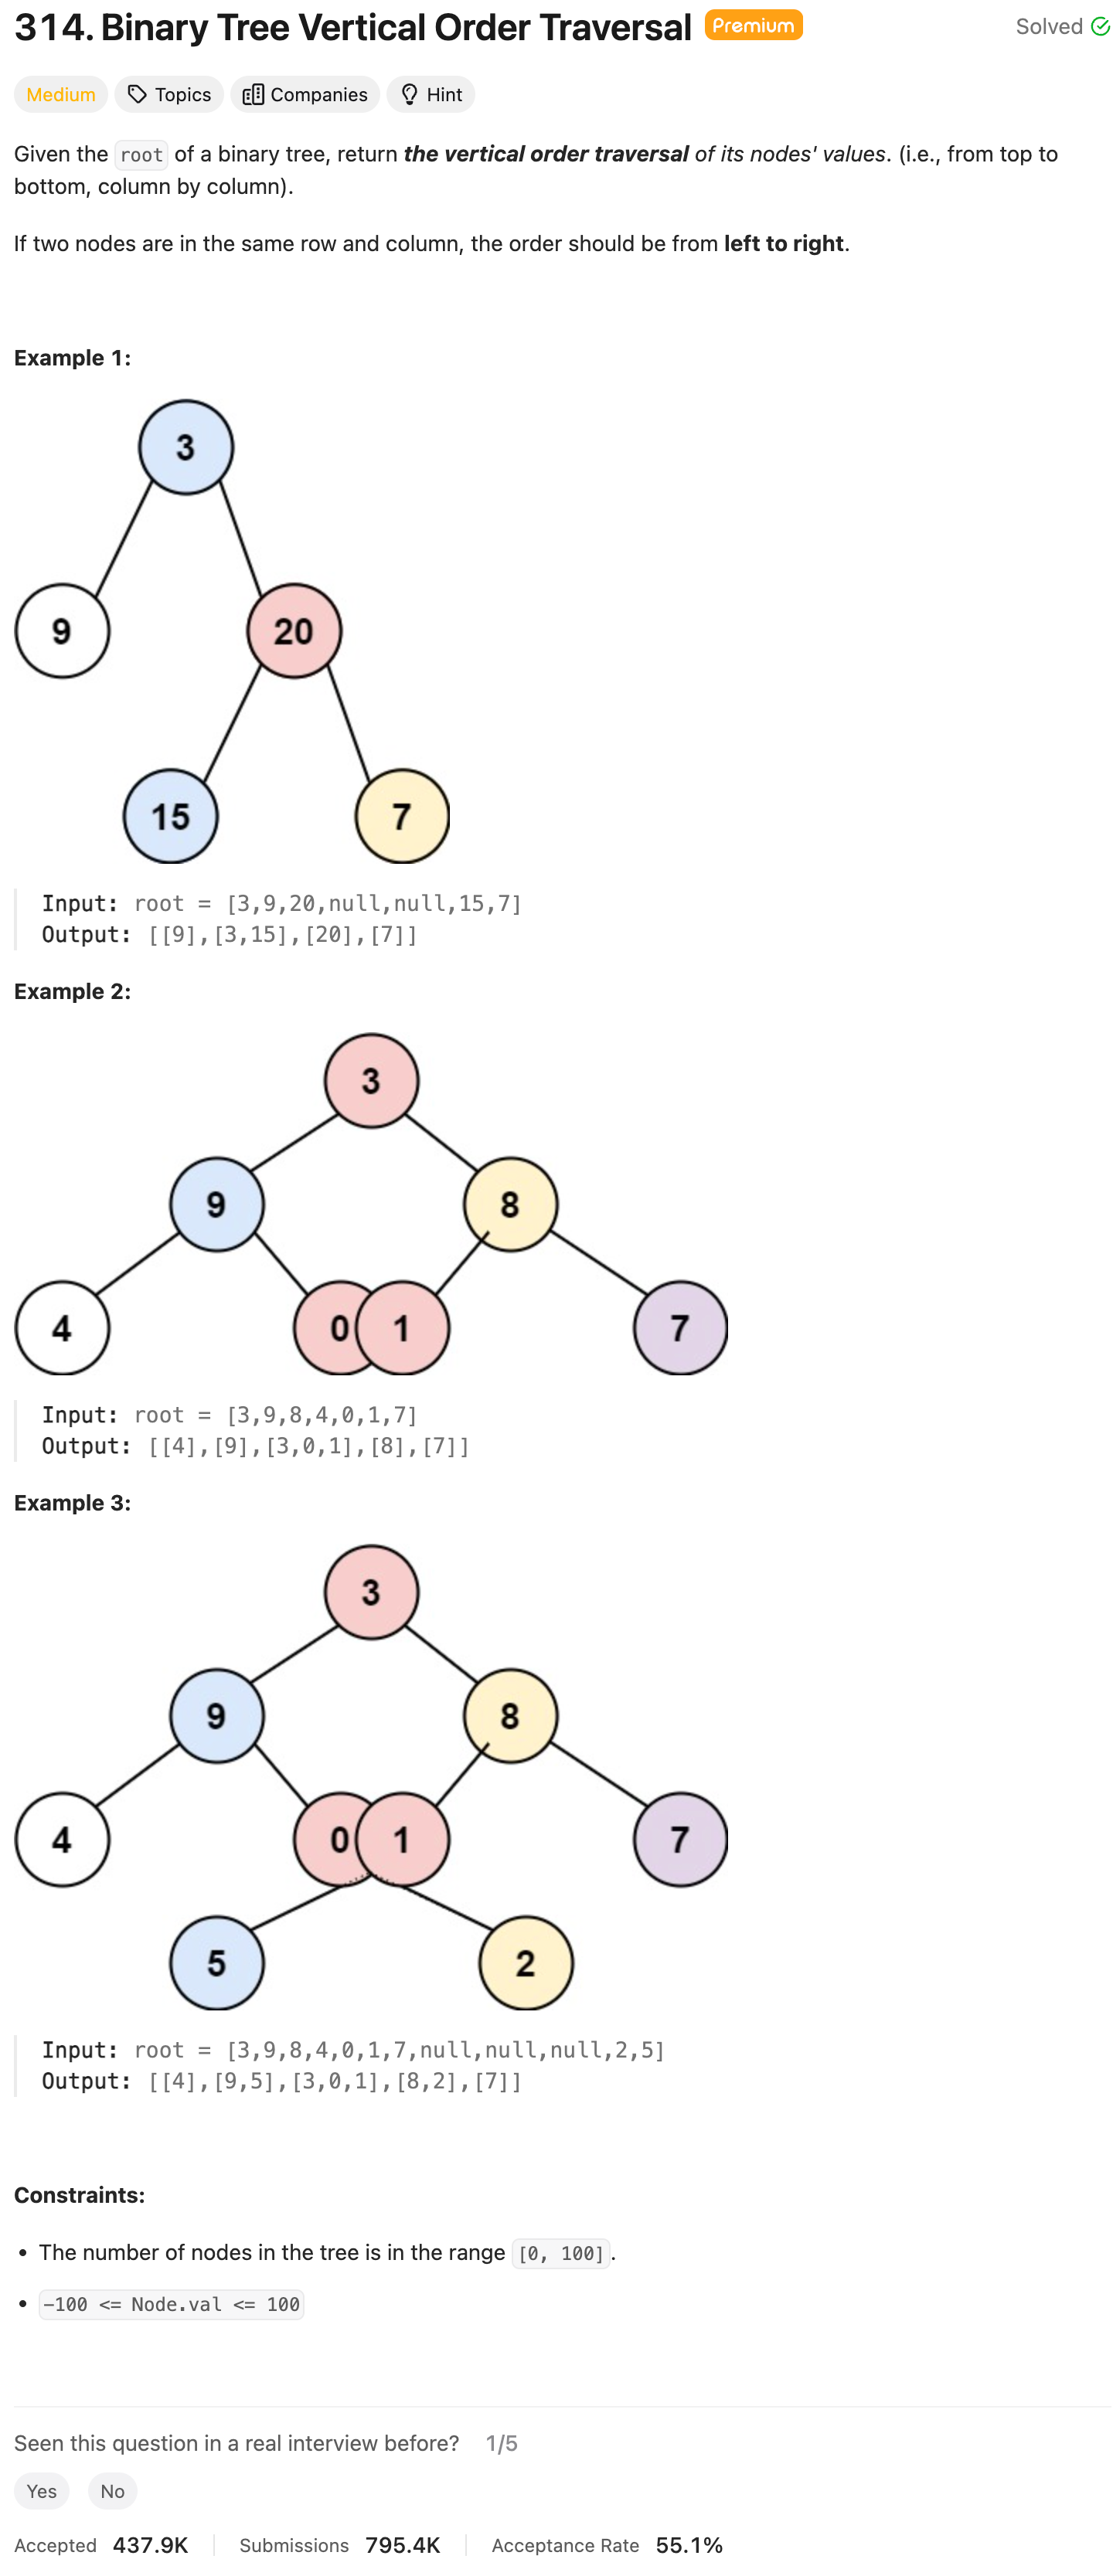 314. Binary Tree Vertical Order Traversal Premium Solved
Medium Topics Companies Hint
Given the root of a binary tree, return the vertical order traversal of its nodes' values. (i.e., from top to
bottom, column by column).
If two nodes are in the same row and column, the order should be from left to right.
Example 1:
3
9 20
15 7
Input: root = [3,9,20,null,null,15,7]
Output: [[9],[3,15],[20],[7]]
Example 2:
3
9 8
4 0 1 7
Input: root = [3,9,8,4,0,1,7]
Output: [[4],[9],[3,0,1],[8],[7]]
Example 3:
3
9 8
4 0 1 7
5 2
Input: root = [3,9,8,4,0,1,7,null,null,null,2,5]
Output: [[4],[9,5],[3,0,1],[8,2],[7]]
Constraints:
• The number of nodes in the tree is in the range [0, 100].
• -100 <= Node.val <= 100
Seen this question in a real interview before? 1/5
Yes No
Accepted 437.9K Submissions 795.4K Acceptance Rate 55.1%